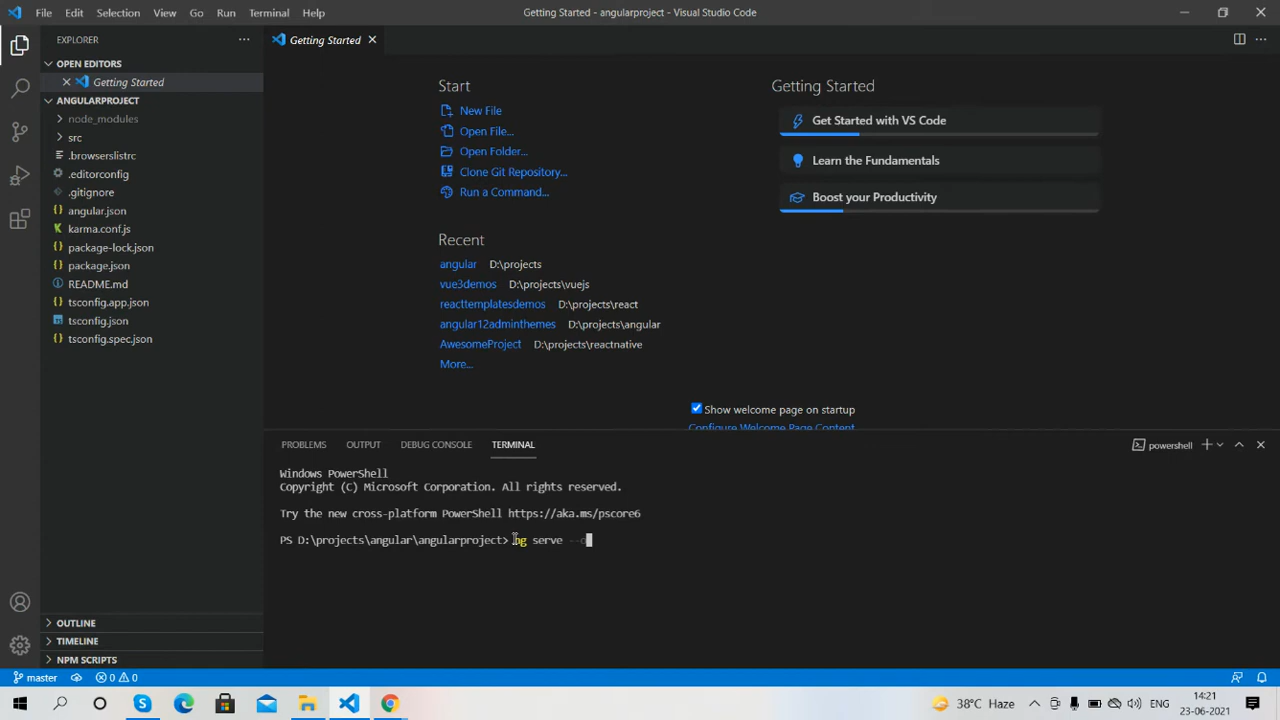 File Edit Selection View Go Run Terminal Help
Getting Started - angularproject - Visual Studio Code
EXPLORER
OPEN EDITORS
Getting Started
ANGULARPROJECT
node_modules
src
.browserslistrc
.editorconfig
.gitignore
angular.json
karma.conf.js
package-lock.json
package.json
README.md
tsconfig.app.json
tsconfig.json
tsconfig.spec.json
OUTLINE
TIMELINE
NPM SCRIPTS
Getting Started
Start
New File
Open File...
Open Folder...
Clone Git Repository...
Run a Command...
Recent
angular D:\projects
vue3demos D:\projects\vuejs
reacttemplatesdemos D:\projects\react
angular12adminthemes D:\projects\angular
AwesomeProject D:\projects\reactnative
More...
Getting Started
Get Started with VS Code
Learn the Fundamentals
Boost your Productivity
Show welcome page on startup
Configure Welcome Page Content
PROBLEMS OUTPUT DEBUG CONSOLE TERMINAL
powershell
Windows PowerShell
Copyright (C) Microsoft Corporation. All rights reserved.
Try the new cross-platform PowerShell https://aka.ms/pscore6
PS D:\projects\angular\angularproject> ng serve --o
master 0 0
38°C Haze
ENG
14:21
23-06-2021